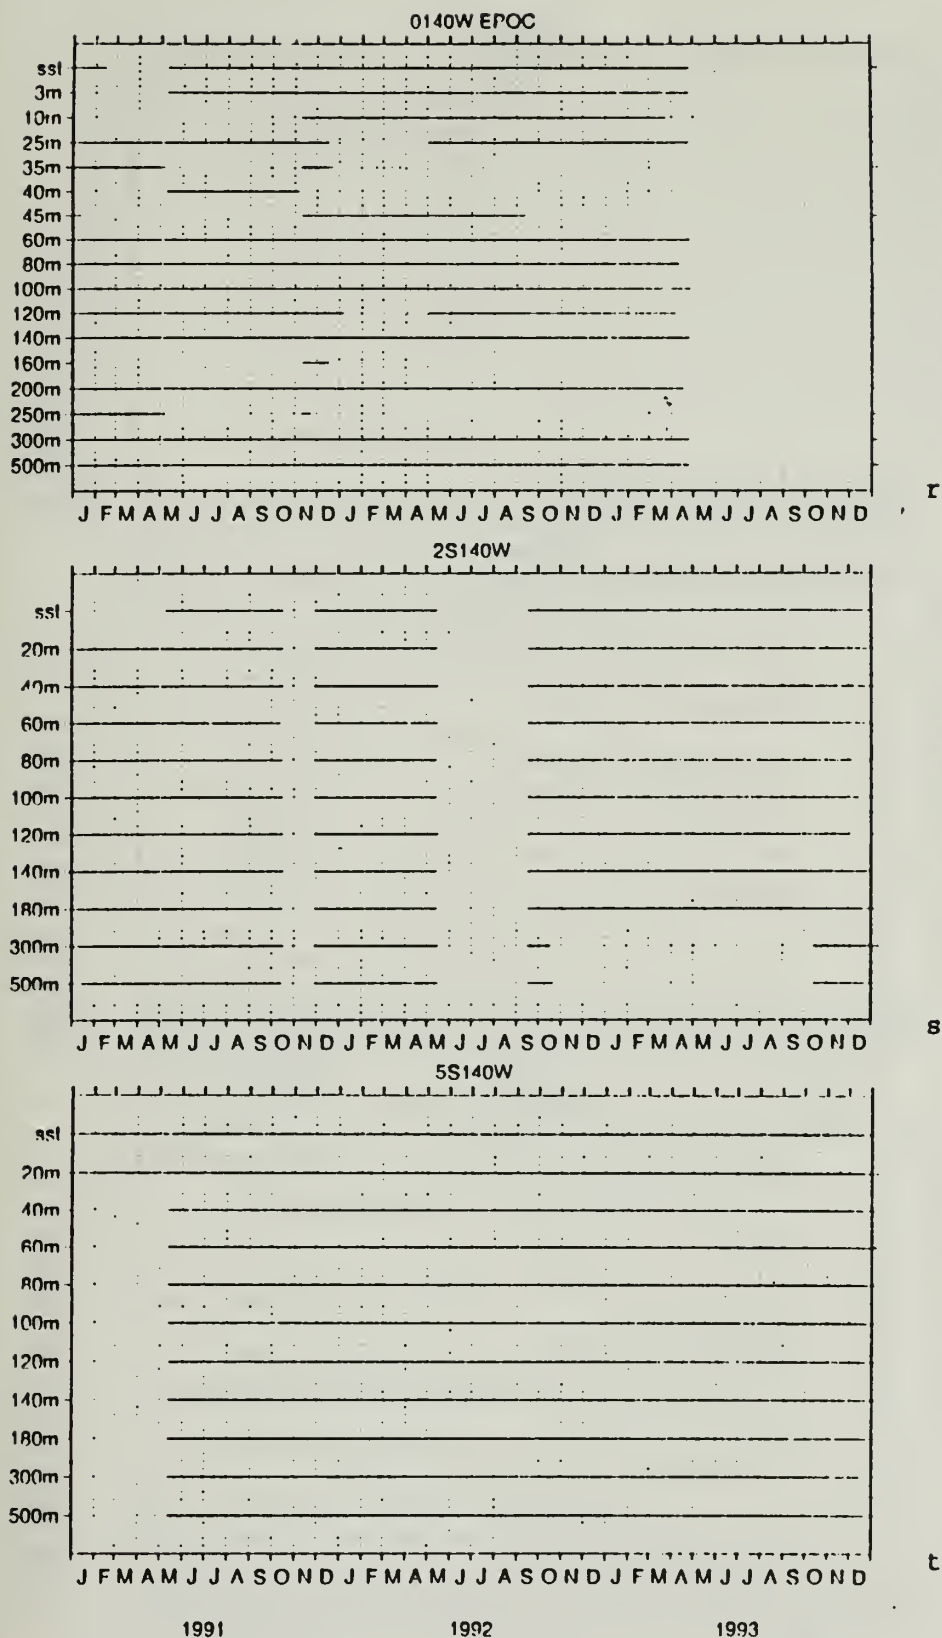 0140W EPOC
sst
3m
10m
25m
35m
40m
45m
60m
80m
100m
120m
140m
160m
200m
250m
300m
500m
J F M A M J J A S O N D J F M A M J J A S O N D J F M A M J J A S O N D
r
2S140W
sst
20m
40m
60m
80m
100m
120m
140m
180m
300m
500m
J F M A M J J A S O N D J F M A M J J A S O N D J F M A M J J A S O N D
s
5S140W
sst
20m
40m
60m
80m
100m
120m
140m
180m
300m
500m
J F M A M J J A S O N D J F M A M J J A S O N D J F M A M J J A S O N D
t
1991 1992 1993